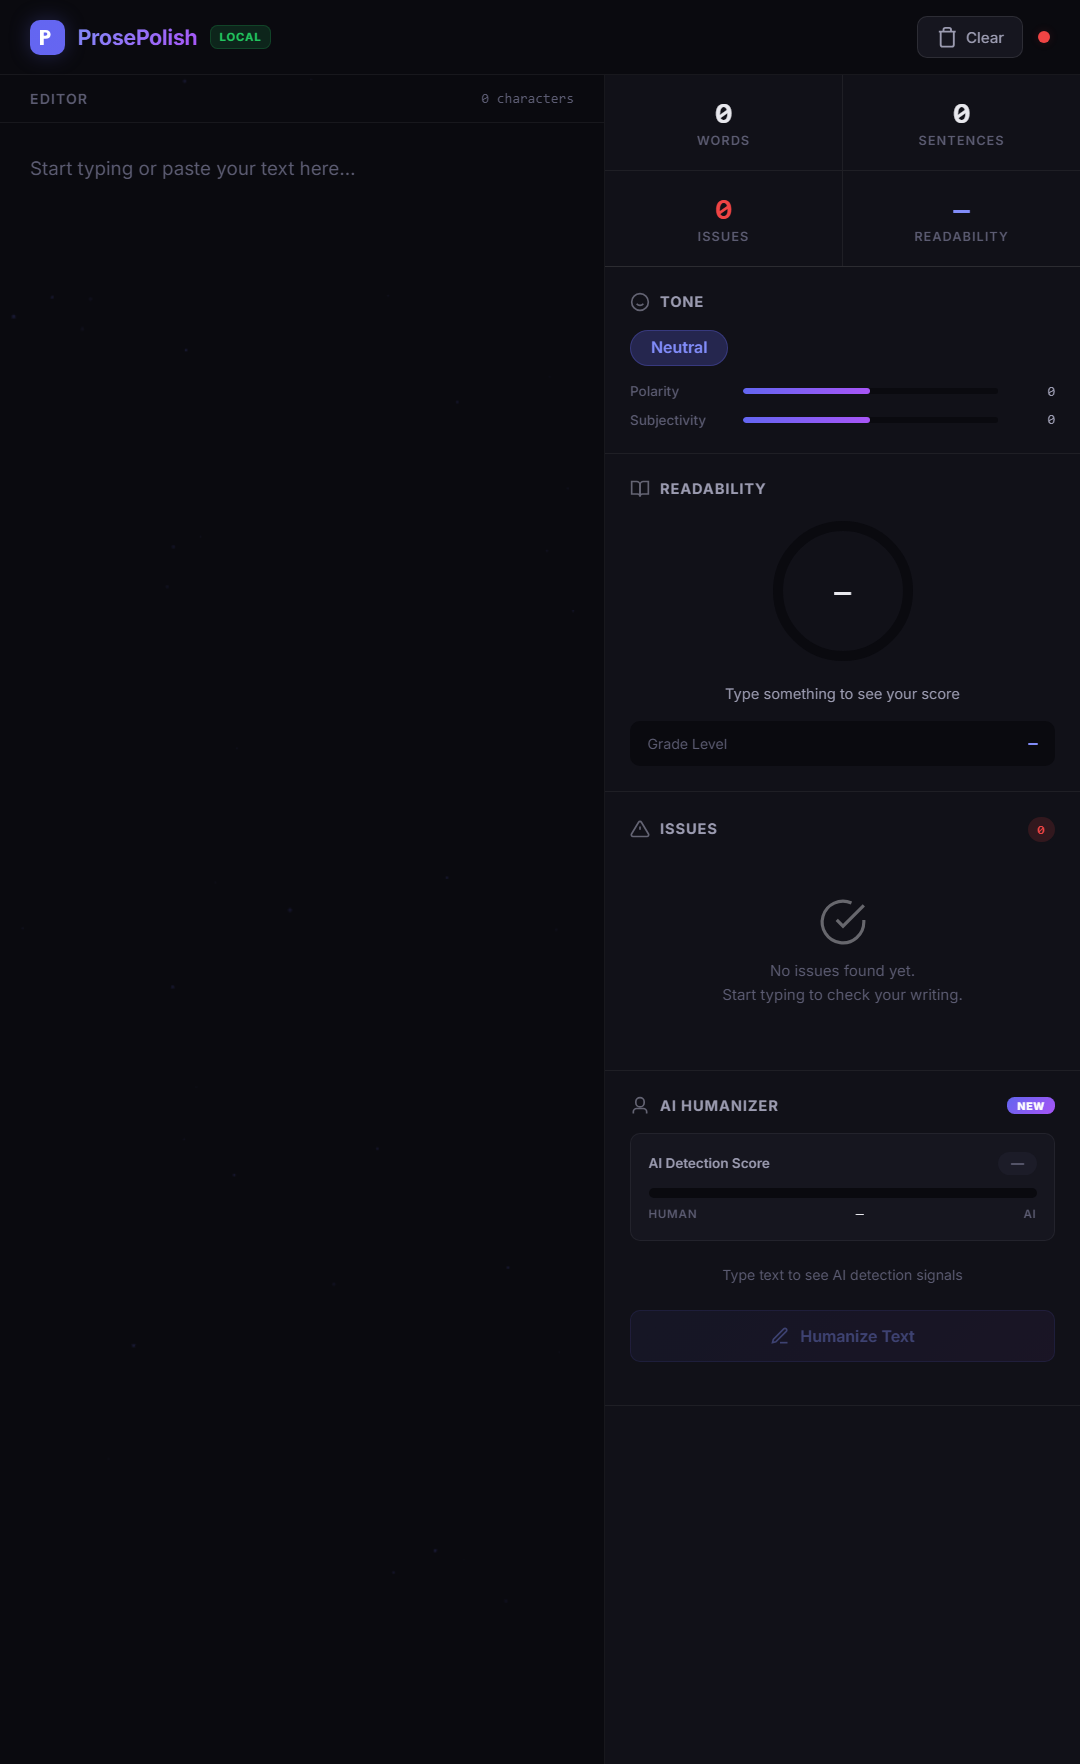 P ProsePolish LOCAL
Clear
EDITOR
0 characters
Start typing or paste your text here...
0
WORDS
0
SENTENCES
0
ISSUES
—
READABILITY
TONE
Neutral
Polarity 0
Subjectivity 0
READABILITY
—
Type something to see your score
Grade Level —
ISSUES 0
No issues found yet.
Start typing to check your writing.
AI HUMANIZER NEW
AI Detection Score —
HUMAN — AI
Type text to see AI detection signals
Humanize Text